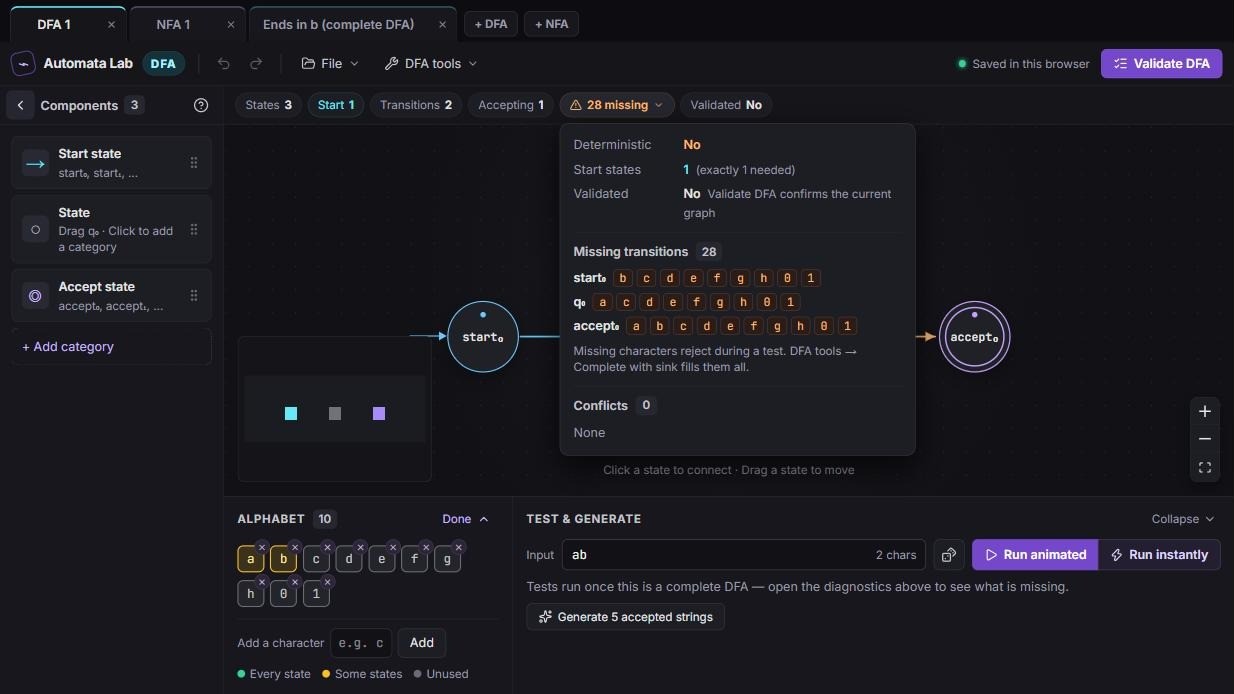 DFA 1 ×
NFA 1 ×
Ends in b (complete DFA) ×
+ DFA
+ NFA
Automata Lab DFA
File
DFA tools
Saved in this browser
Validate DFA
Components 3
States 3
Start 1
Transitions 2
Accepting 1
28 missing
Validated No
Start state
start₀, start₁, ...
State
Drag q₀ · Click to add
a category
Accept state
accept₀, accept₁, ...
+ Add category
Deterministic No
Start states 1 (exactly 1 needed)
Validated No Validate DFA confirms the current
graph
Missing transitions 28
start₀ b c d e f g h 0 1
q₀ a c d e f g h 0 1
accept₀ a b c d e f g h 0 1
Missing characters reject during a test. DFA tools →
Complete with sink fills them all.
Conflicts 0
None
start₀
accept₀
Click a state to connect · Drag a state to move
ALPHABET 10
Done
a b c d e f g
h 0 1
Add a character e.g. c Add
Every state Some states Unused
TEST & GENERATE
Collapse
Input ab 2 chars
Run animated
Run instantly
Tests run once this is a complete DFA — open the diagnostics above to see what is missing.
Generate 5 accepted strings